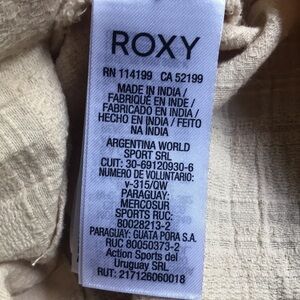 ROXY
RN 114199 CA 52199
MADE IN INDIA/
FABRIQUÉ EN INDE /
FABRICADO EN INDIA /
HECHO EN INDIA / FEITO
NA INDIA
ARGENTINA WORLD
SPORT SRL
CUIT: 30-69120930-6
NUMERO DE VOLUNTARIO:
v-315/QW
PARAGUAY:
MERCOSUR
SPORTS RUC:
80028213-2
PARAGUAY: GUATA PORA S.A.
RUC 80050373-2
Action Sports del
Uruguay SRL
RUT: 217126060018